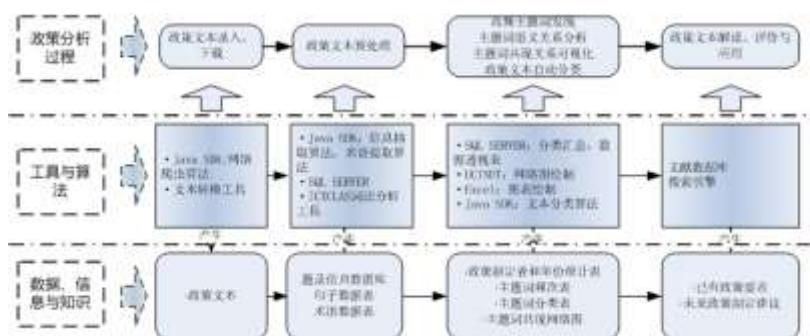 政策分析
过程
政策文本录入、
下载
政策文本预处理
高频主题词发现
主题词语义关系分析
主题词共现关系可视化
政策文本自动分类
政策文本解读、评价与
应用
工具与算
法
•Java SDK:网络
爬虫算法
•文本转换工具
•Java SDK：信息抽
取算法，术语提取算
法
•SQL SERVER
•ICTCLAS词法分析
工具
•SQL SERVER：分类汇总，数
据透视表
•UCINET：网络图绘制
•Excel：图表绘制
•Java SDK：文本分类算法
文献数据库
搜索引擎
产生
产生
产生
产生
数据、信
息与知识
政策文本
题录信息数据库
句子数据表
术语数据表
政策制定者和年份统计表
主题词频次表
主题词分类表
主题词共现网络图
-已有政策要点
-未来政策制定建议